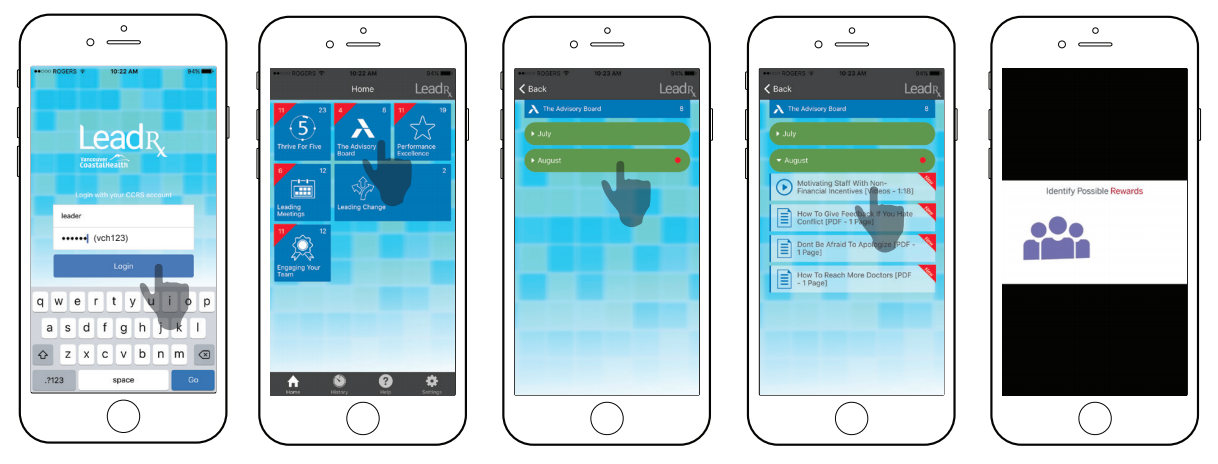 ●●○○○ ROGERS 10:22 AM 94%
LeadRx
Vancouver
CoastalHealth
Login with your CCRS account
leader
•••••• (vch123)
Login
q w e r t y u i o p
a s d f g h j k l
z x c v b n m
.?123 space Go
ROGERS 10:22 AM 94%
Home LeadRx
11 23
5
Thrive For Five
4 6
The Advisory
Board
11 19
Performance
Excellence
6 12
Leading
Meetings
2
Leading Change
11 12
Engaging Your
Team
Home History Help Settings
ROGERS 10:23 AM 94%
Back LeadRx
The Advisory Board 8
July
August
ROGERS 10:23 AM 94%
Back LeadRx
The Advisory Board 8
July
August
Motivating Staff With Non-
Financial Incentives [Videos - 1:18]
New
How To Give Feedback If You Hate
Conflict [PDF - 1 Page]
New
Dont Be Afraid To Apologize [PDF -
1 Page]
New
How To Reach More Doctors [PDF
- 1 Page]
New
Identify Possible Rewards